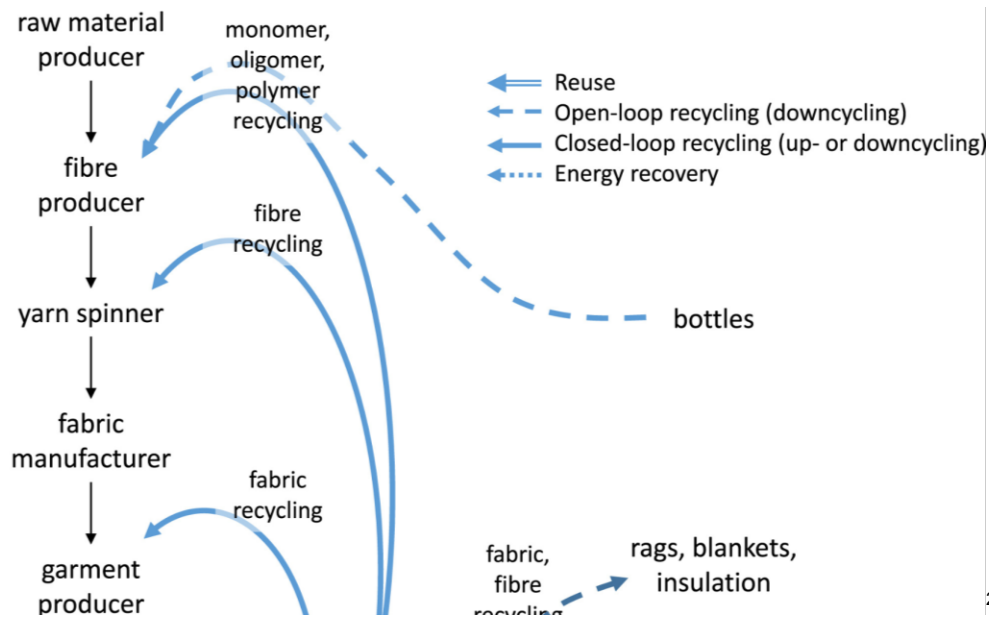 raw material
producer
monomer,
oligomer,
polymer
recycling
Reuse
Open-loop recycling (downcycling)
Closed-loop recycling (up- or downcycling)
Energy recovery
fibre
producer
fibre
recycling
yarn spinner
bottles
fabric
manufacturer
fabric
recycling
garment
producer
fabric,
fibre
recycling
rags, blankets,
insulation